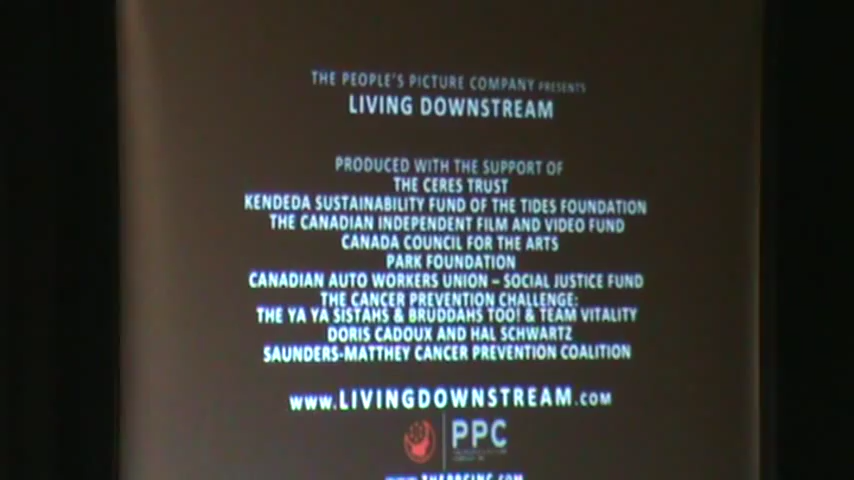 THE PEOPLE'S PICTURE COMPANY PRESENTS
LIVING DOWNSTREAM
PRODUCED WITH THE SUPPORT OF
THE CERES TRUST
KENDEDA SUSTAINABILITY FUND OF THE TIDES FOUNDATION
THE CANADIAN INDEPENDENT FILM AND VIDEO FUND
CANADA COUNCIL FOR THE ARTS
PARK FOUNDATION
CANADIAN AUTO WORKERS UNION – SOCIAL JUSTICE FUND
THE CANCER PREVENTION CHALLENGE:
THE YA YA SISTAHS & BRUDDAHS TOO! & TEAM VITALITY
DORIS CADOUX AND HAL SCHWARTZ
SAUNDERS-MATTHEY CANCER PREVENTION COALITION
www.LIVINGDOWNSTREAM.com
PPC